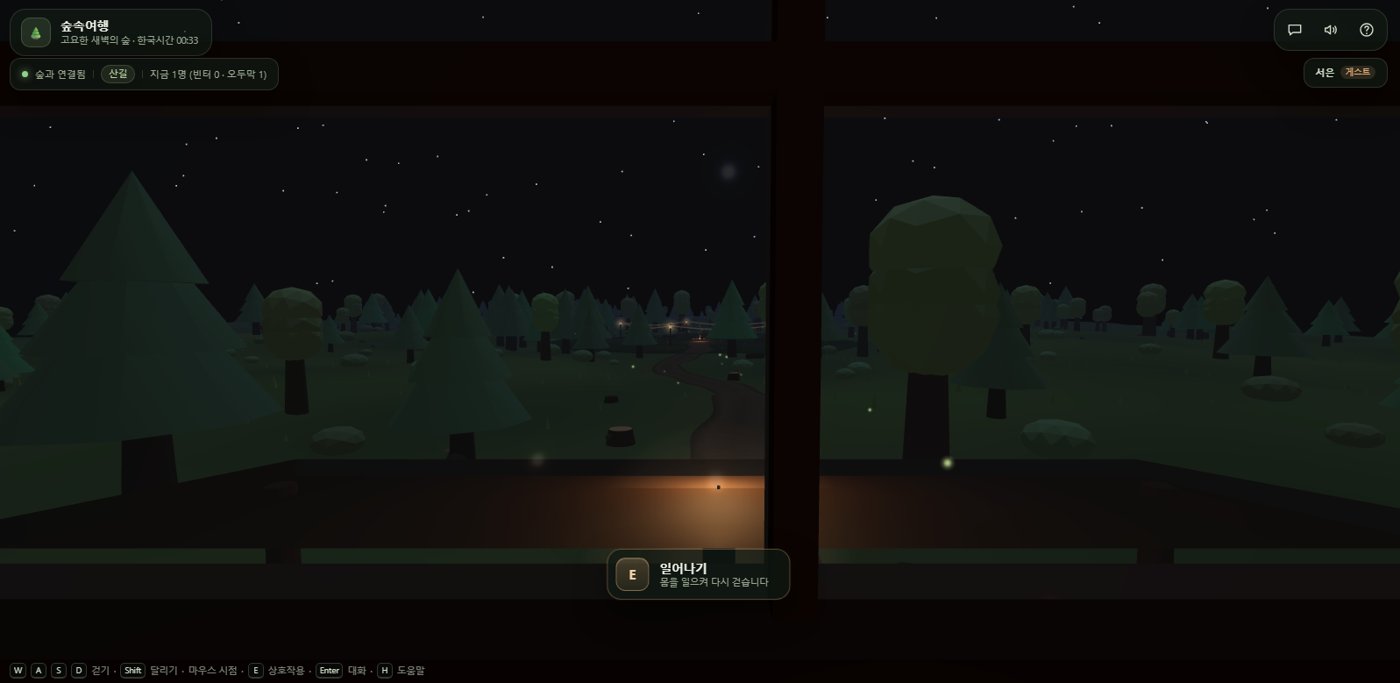 숲속여행
고요한 새벽의 숲 · 한국시간 00:33
숲과 연결됨 산길 지금 1명 (빈터 0 · 오두막 1)
서은 게스트
E 일어나기
몸을 일으켜 다시 걷습니다
W A S D 걷기 · Shift 달리기 · 마우스 시점 · E 상호작용 · Enter 대화 · H 도움말